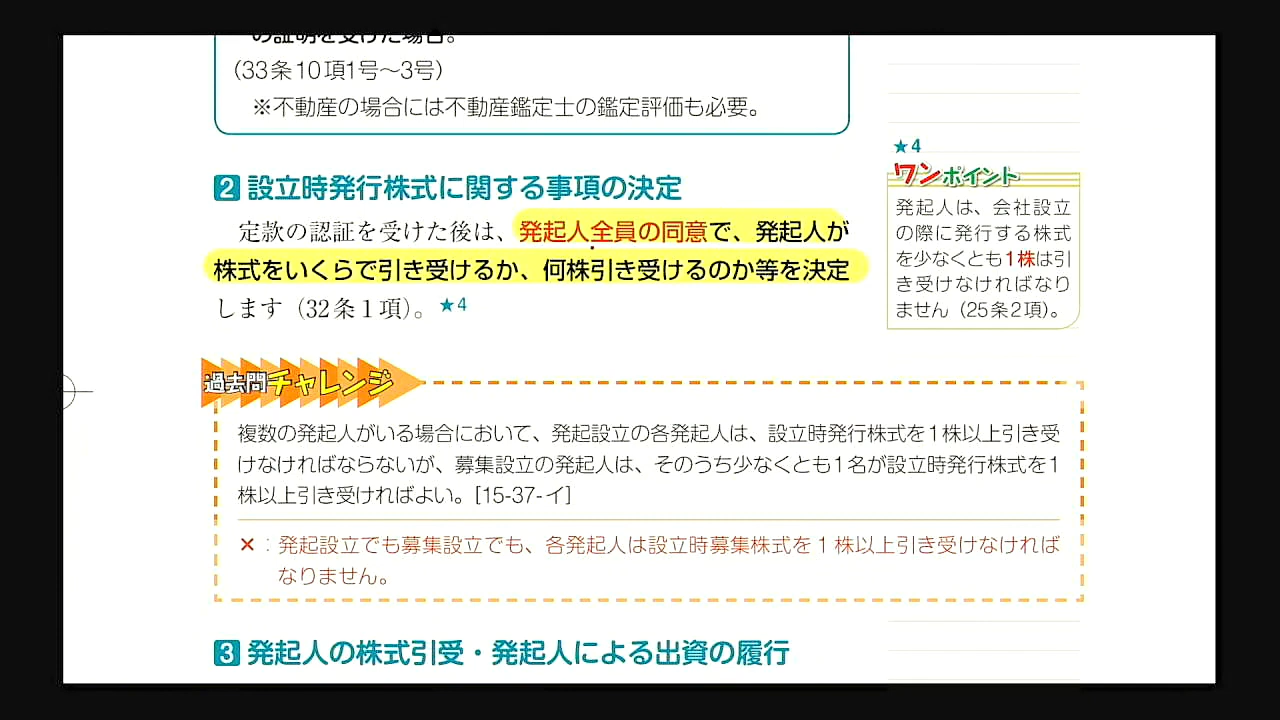 の証明を受けた場合。
(33条10項1号～3号)
※不動産の場合には不動産鑑定士の鑑定評価も必要。
2 設立時発行株式に関する事項の決定
定款の認証を受けた後は、発起人全員の同意で、発起人が
株式をいくらで引き受けるか、何株引き受けるのか等を決定
します（32条１項）。★4
★4
ワンポイント
発起人は、会社設立
の際に発行する株式
を少なくとも1株は引
き受けなければなり
ません（25条2項）。
過去問チャレンジ
複数の発起人がいる場合において、発起設立の各発起人は、設立時発行株式を1株以上引き受
けなければならないが、募集設立の発起人は、そのうち少なくとも1名が設立時発行株式を1
株以上引き受ければよい。[15-37-イ]
×：発起設立でも募集設立でも、各発起人は設立時募集株式を１株以上引き受けなければ
なりません。
3 発起人の株式引受・発起人による出資の履行